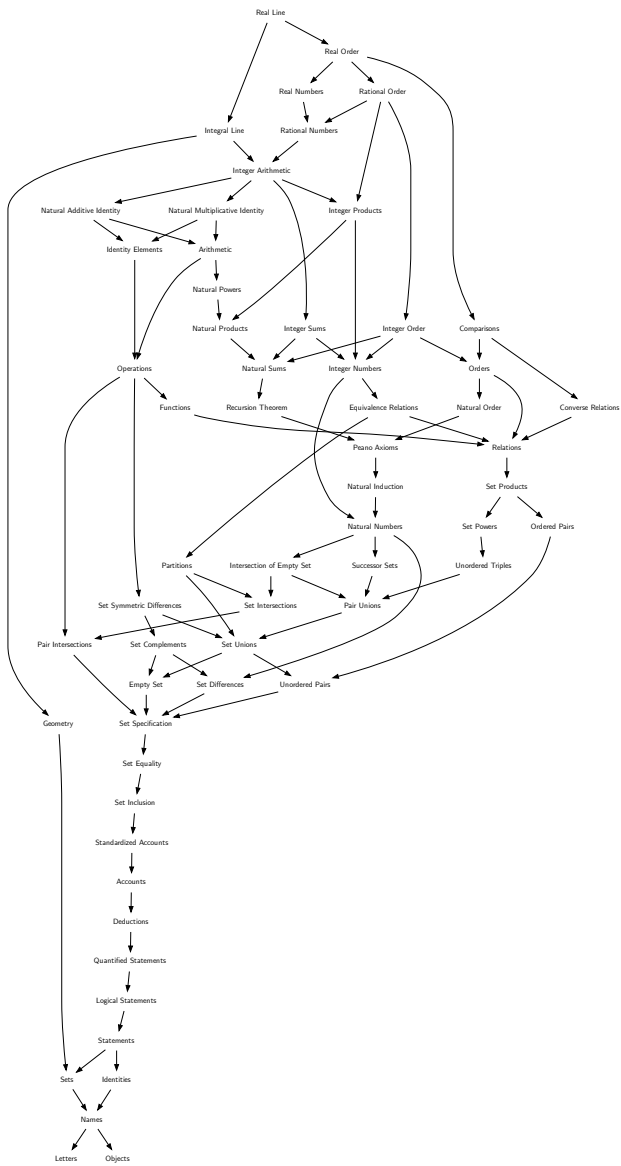 Real Line
Real Order
Real Numbers
Rational Order
Integral Line
Rational Numbers
Integer Arithmetic
Natural Additive Identity
Natural Multiplicative Identity
Integer Products
Identity Elements
Arithmetic
Natural Powers
Natural Products
Integer Sums
Integer Order
Comparisons
Operations
Natural Sums
Integer Numbers
Orders
Functions
Recursion Theorem
Equivalence Relations
Natural Order
Converse Relations
Peano Axioms
Relations
Natural Induction
Set Products
Natural Numbers
Set Powers
Ordered Pairs
Partitions
Intersection of Empty Set
Successor Sets
Unordered Triples
Set Symmetric Differences
Set Intersections
Pair Unions
Pair Intersections
Set Complements
Set Unions
Empty Set
Set Differences
Unordered Pairs
Geometry
Set Specification
Set Equality
Set Inclusion
Standardized Accounts
Accounts
Deductions
Quantified Statements
Logical Statements
Statements
Sets
Identities
Names
Letters
Objects